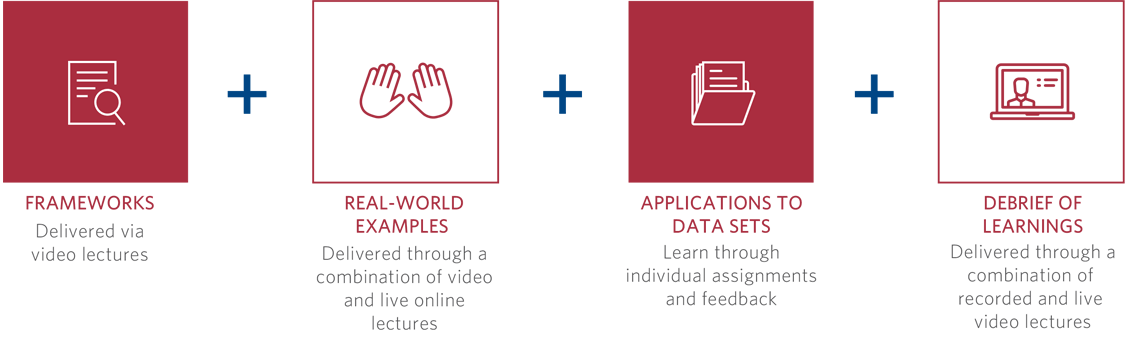 FRAMEWORKS
Delivered via
video lectures
REAL-WORLD
EXAMPLES
Delivered through a
combination of video
and live online
lectures
APPLICATIONS TO
DATA SETS
Learn through
individual assignments
and feedback
DEBRIEF OF
LEARNINGS
Delivered through a
combination of
recorded and live
video lectures